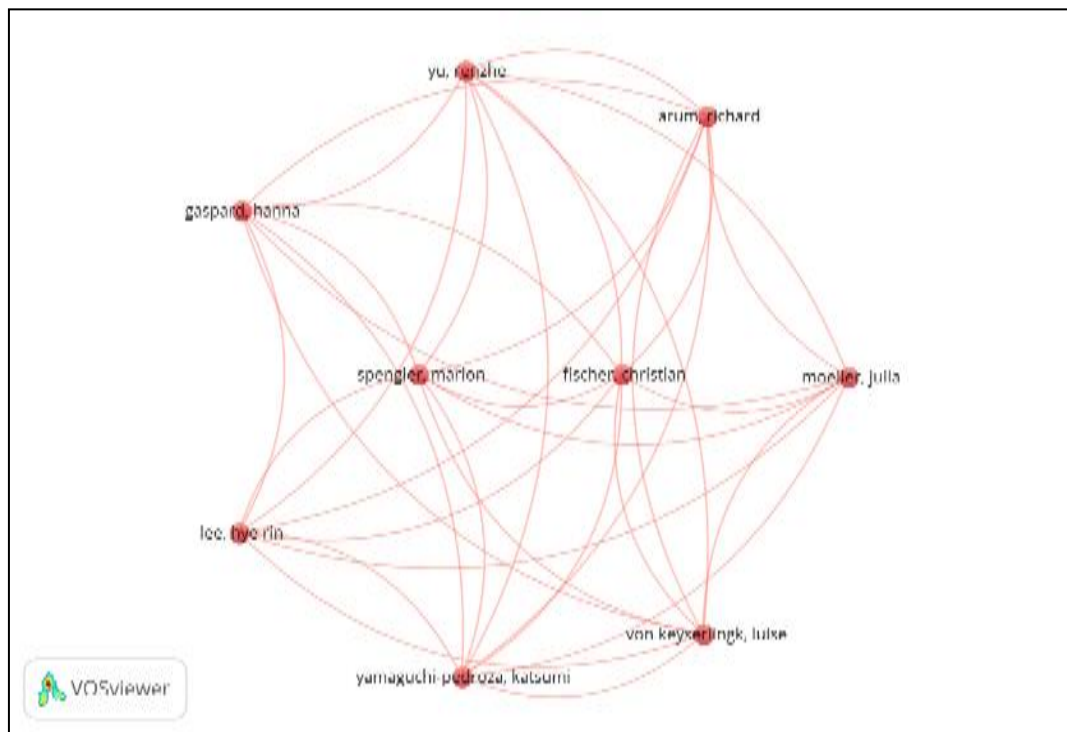 yu, renzhe
arum, richard
gaspard, hanna
spengler, marion
fischer, christian
moeller, julia
lee, hye rin
von keyserlingk, luise
yamaguchi-pedroza, katsumi
VOSviewer